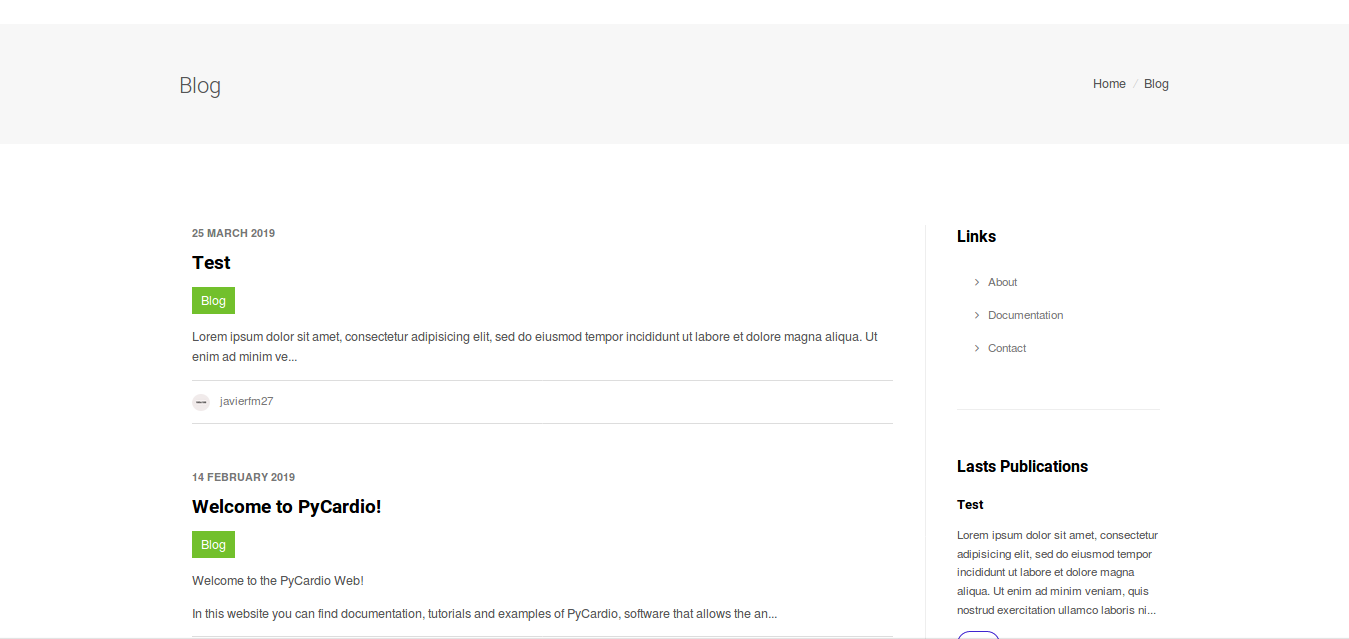 Blog
Home / Blog
25 MARCH 2019
Test
Blog
Lorem ipsum dolor sit amet, consectetur adipisicing elit, sed do eiusmod tempor incididunt ut labore et dolore magna aliqua. Ut
enim ad minim ve...
javierfm27
14 FEBRUARY 2019
Welcome to PyCardio!
Blog
Welcome to the PyCardio Web!
In this website you can find documentation, tutorials and examples of PyCardio, software that allows the an...
Links
About
Documentation
Contact
Lasts Publications
Test
Lorem ipsum dolor sit amet, consectetur
adipisicing elit, sed do eiusmod tempor
incididunt ut labore et dolore magna
aliqua. Ut enim ad minim veniam, quis
nostrud exercitation ullamco laboris ni...